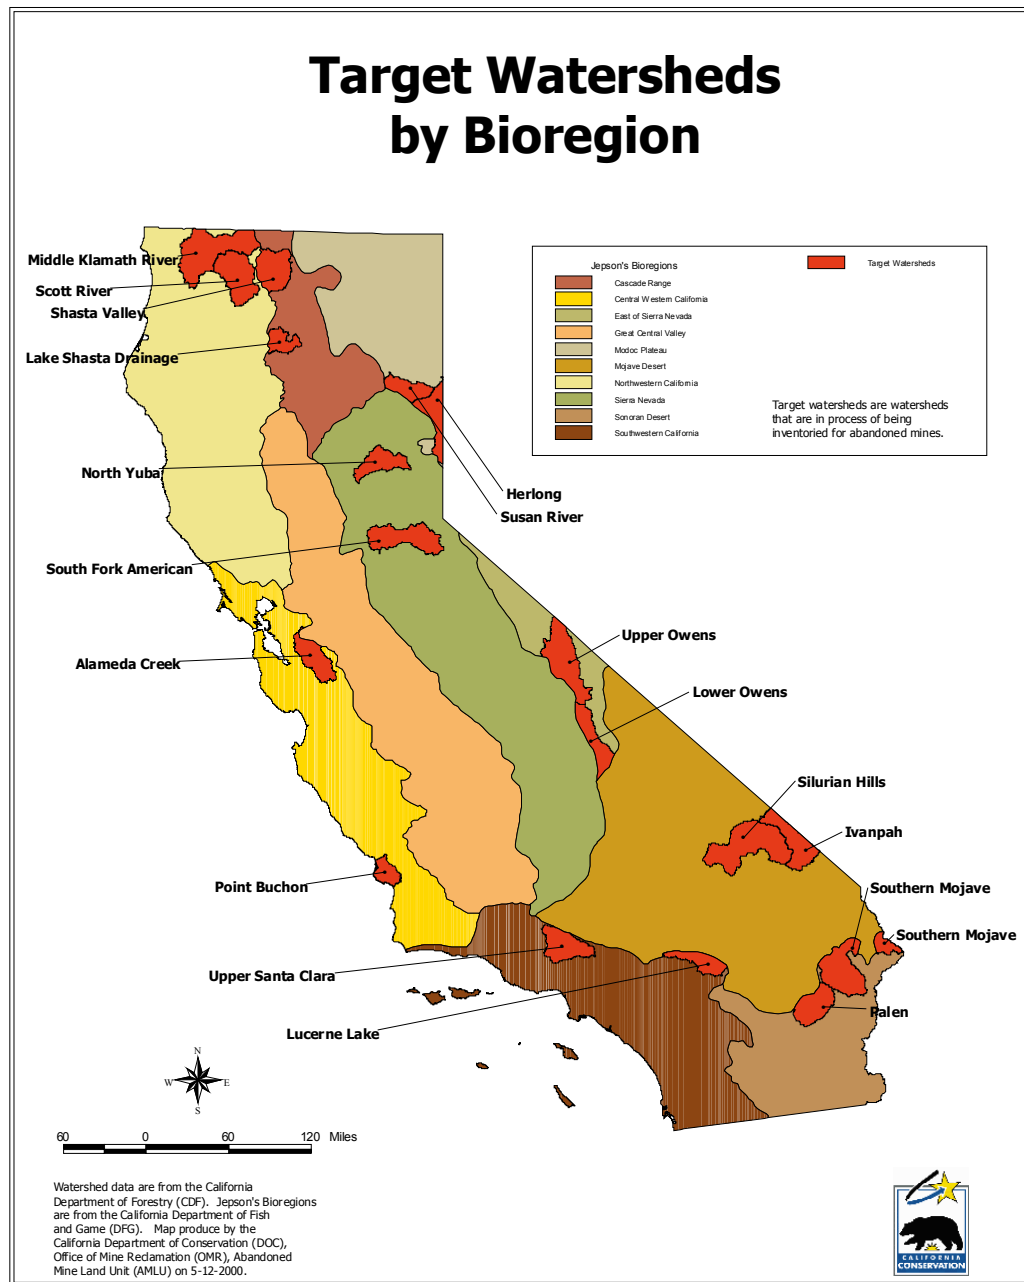 Target Watersheds
by Bioregion
Middle Klamath River
Scott River
Shasta Valley
Lake Shasta Drainage
North Yuba
South Fork American
Alameda Creek
Point Buchon
Upper Santa Clara
Lucerne Lake
Herlong
Susan River
Upper Owens
Lower Owens
Silurian Hills
Ivanpah
Southern Mojave
Southern Mojave
Palen
Jepson's Bioregions
Cascade Range
Central Western California
East of Sierra Nevada
Great Central Valley
Modoc Plateau
Mojave Desert
Northwestern California
Sierra Nevada
Sonoran Desert
Southwestern California
Target Watersheds
Target watersheds are watersheds
that are in process of being
inventoried for abandoned mines.
N
W E
S
60 0 60 120 Miles
Watershed data are from the California
Department of Forestry (CDF). Jepson's Bioregions
are from the California Department of Fish
and Game (DFG). Map produce by the
California Department of Conservation (DOC),
Office of Mine Reclamation (OMR), Abandoned
Mine Land Unit (AMLU) on 5-12-2000.
CALIFORNIA
CONSERVATION